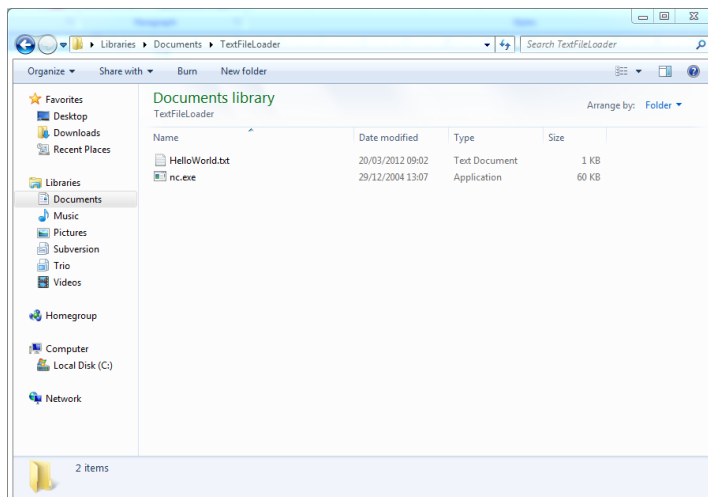 Libraries Documents TextFileLoader Search TextFileLoader
Organize Share with Burn New folder
Favorites
Desktop
Downloads
Recent Places
Libraries
Documents
Music
Pictures
Subversion
Trio
Videos
Homegroup
Computer
Local Disk (C:)
Network
Documents library
TextFileLoader
Arrange by: Folder
Name Date modified Type Size
HelloWorld.txt 20/03/2012 09:02 Text Document 1 KB
nc.exe 29/12/2004 13:07 Application 60 KB
2 items